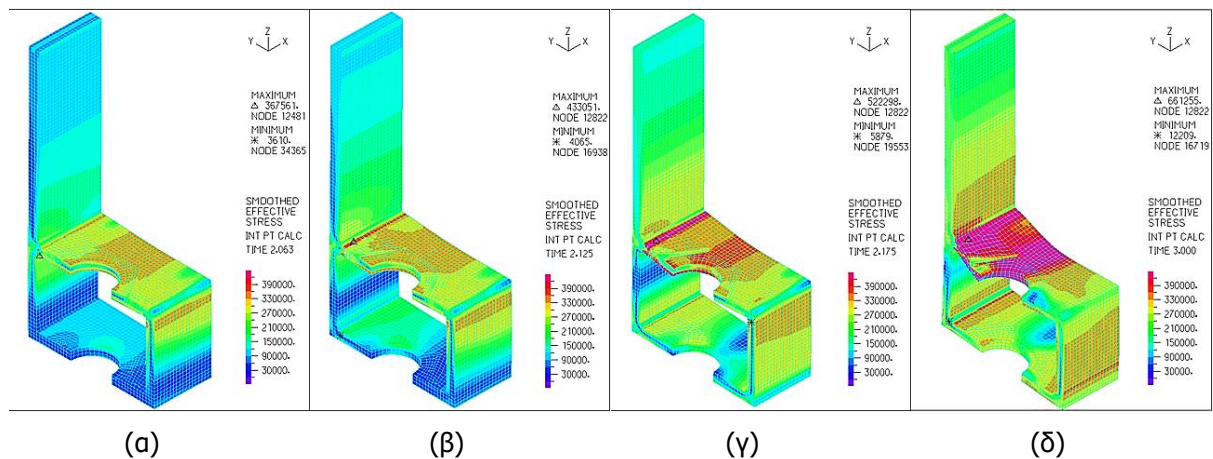 Z
Y X
MAXIMUM
△ 367561.
NODE 12481
MINIMUM
✳ 3610.
NODE 34365
SMOOTHED
EFFECTIVE
STRESS
INT PT CALC
TIME 2.063
390000.
330000.
270000.
210000.
150000.
90000.
30000.
(α)
Z
Y X
MAXIMUM
△ 433051.
NODE 12822
MINIMUM
✳ 4065.
NODE 16938
SMOOTHED
EFFECTIVE
STRESS
INT PT CALC
TIME 2.125
390000.
330000.
270000.
210000.
150000.
90000.
30000.
(β)
Z
Y X
MAXIMUM
△ 522298.
NODE 12822
MINIMUM
✳ 5879.
NODE 19553
SMOOTHED
EFFECTIVE
STRESS
INT PT CALC
TIME 2.175
390000.
330000.
270000.
210000.
150000.
90000.
30000.
(γ)
Z
Y X
MAXIMUM
△ 661255.
NODE 12822
MINIMUM
✳ 12209.
NODE 16719
SMOOTHED
EFFECTIVE
STRESS
INT PT CALC
TIME 3.000
390000.
330000.
270000.
210000.
150000.
90000.
30000.
(δ)